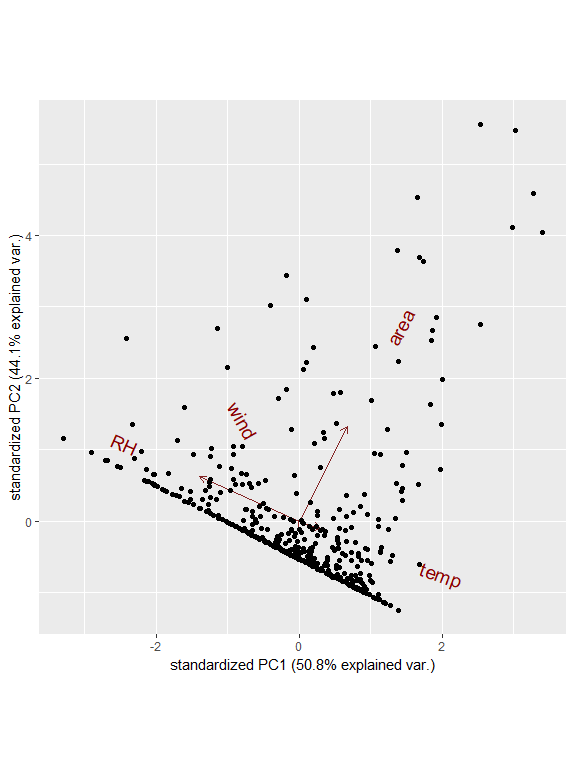 4
2
0
-2
0
2
standardized PC2 (44.1% explained var.)
standardized PC1 (50.8% explained var.)
area
wind
RH
temp